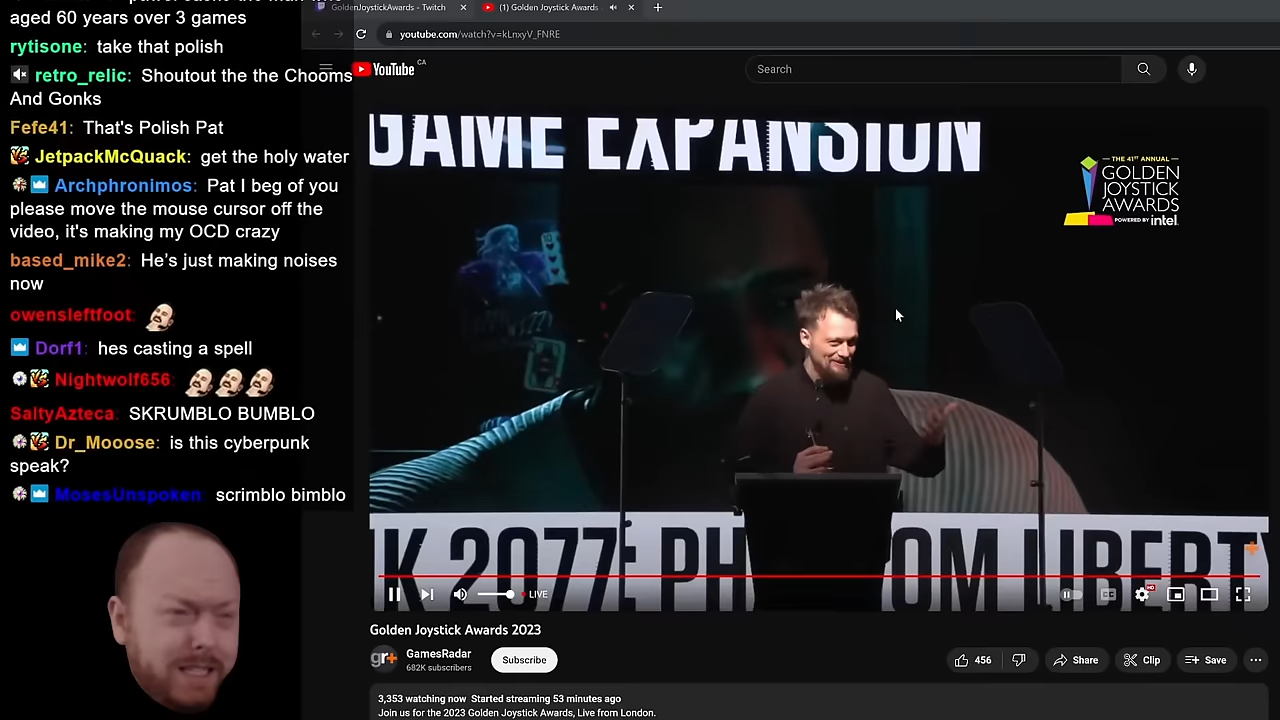 aged 60 years over 3 games
rytisone: take that polish
retro_relic: Shoutout the the Chooms
And Gonks
Fefe41: That's Polish Pat
JetpackMcQuack: get the holy water
Archphronimos: Pat I beg of you
please move the mouse cursor off the
video, it's making my OCD crazy
based_mike2: He's just making noises
now
owensleftfoot:
Dorf1: hes casting a spell
Nightwolf656:
SaltyAzteca: SKRUMBLO BUMBLO
Dr_Mooose: is this cyberpunk
speak?
MosesUnspoken: scrimblo bimblo
GoldenJoystickAwards - Twitch
(1) Golden Joystick Awards
youtube.com/watch?v=kLnxyV_FNRE
YouTube CA
Search
GAME EXPANSION
THE 41ST ANNUAL
GOLDEN
JOYSTICK
AWARDS
POWERED BY intel.
K 2077: PH OM LIBERTY
LIVE
HD
Golden Joystick Awards 2023
gr+
GamesRadar
682K subscribers
Subscribe
456
Share
Clip
Save
3,353 watching now Started streaming 53 minutes ago
Join us for the 2023 Golden Joystick Awards, Live from London.